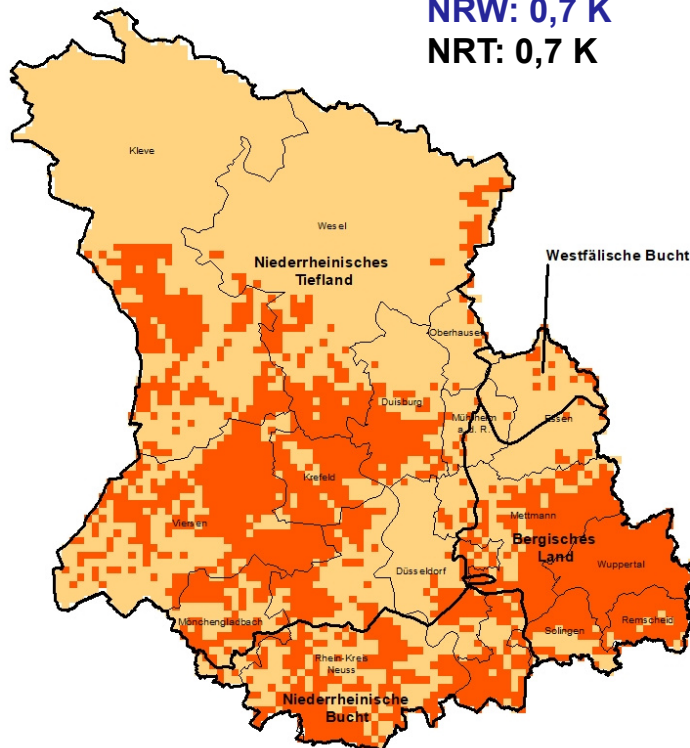 NRW: 0,7 K
NRT: 0,7 K
Kleve
Wesel
Westfälische Bucht
Niederrheinisches
Tiefland
Oberhausen
Duisburg
Mülheim
a.d. R.
Essen
Krefeld
Mettmann
Viersen
Bergisches
Land
Wuppertal
Düsseldorf
Mönchengladbach
Remscheid
Solingen
Rhein-Kreis
Neuss
Niederrheinische
Bucht